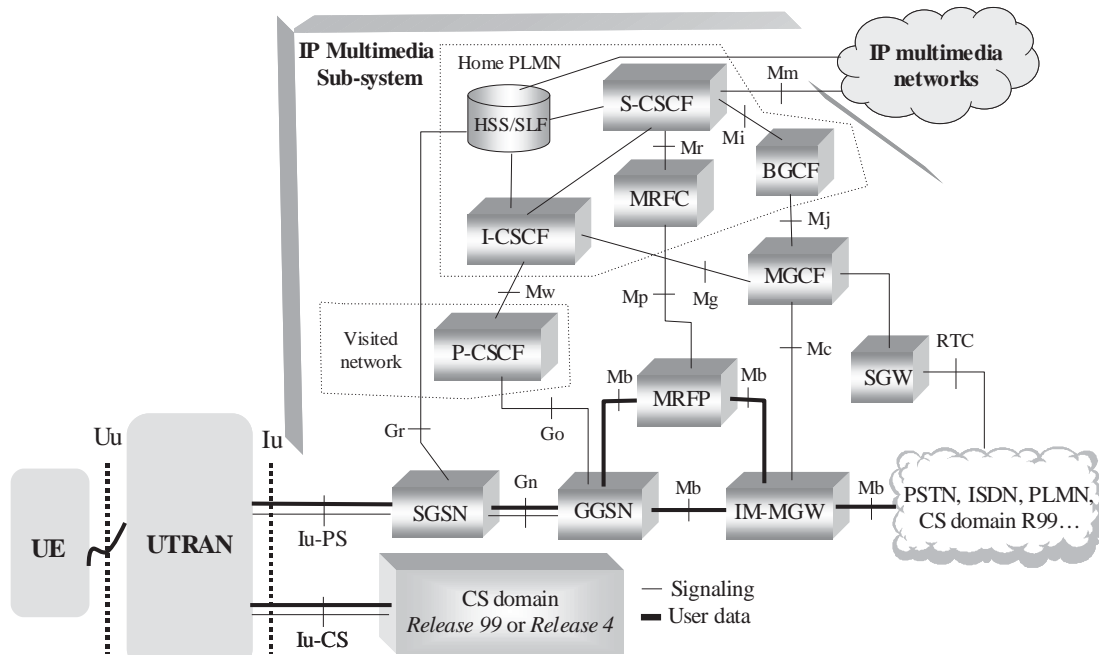 IP Multimedia
Sub-system
Home PLMN
IP multimedia
networks
Mm
S-CSCF
HSS/SLF
Mi
Mr
BGCF
MRFC
Mj
I-CSCF
MGCF
Mg
Mw
Mp
Visited
network
P-CSCF
Mc
RTC
SGW
Mb
MRFP
Mb
Gr
Go
Uu
Iu
Gn
Mb
Mb
SGSN
GGSN
IM-MGW
PSTN, ISDN, PLMN,
CS domain R99…
UE
UTRAN
Iu-PS
CS domain
Release 99 or Release 4
Iu-CS
Signaling
User data